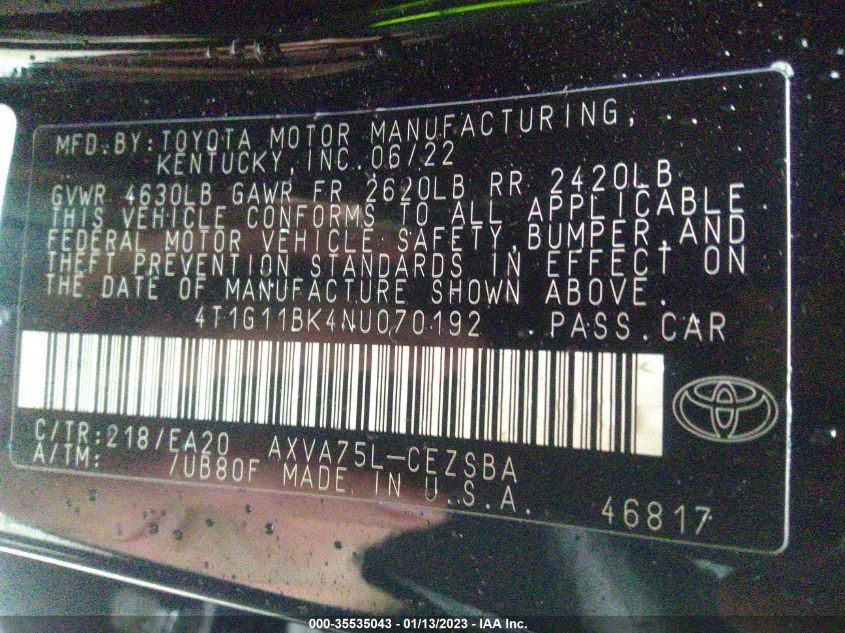 MFD.BY:TOYOTA MOTOR MANUFACTURING,
KENTUCKY,INC.06/22
GVWR 4630LB GAWR FR 2620LB RR 2420LB
THIS VEHICLE CONFORMS TO ALL APPLICABLE
FEDERAL MOTOR VEHICLE SAFETY,BUMPER,AND
THEFT PREVENTION STANDARDS IN EFFECT ON
THE DATE OF MANUFACTURE SHOWN ABOVE.
4T1G11BK4NU070192 PASS.CAR
C/TR:218/EA20 AXVA75L-CEZSBA
A/TM: /UB80F MADE IN U.S.A.
46817
000-35535043 - 01/13/2023 - IAA Inc.